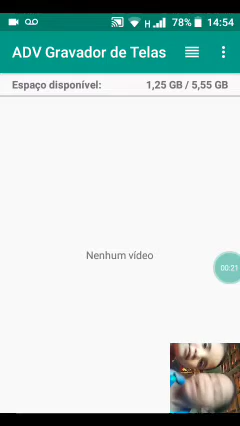 H 78% 14:54
ADV Gravador de Telas
Espaço disponível: 1,25 GB / 5,55 GB
Nenhum vídeo
00:21